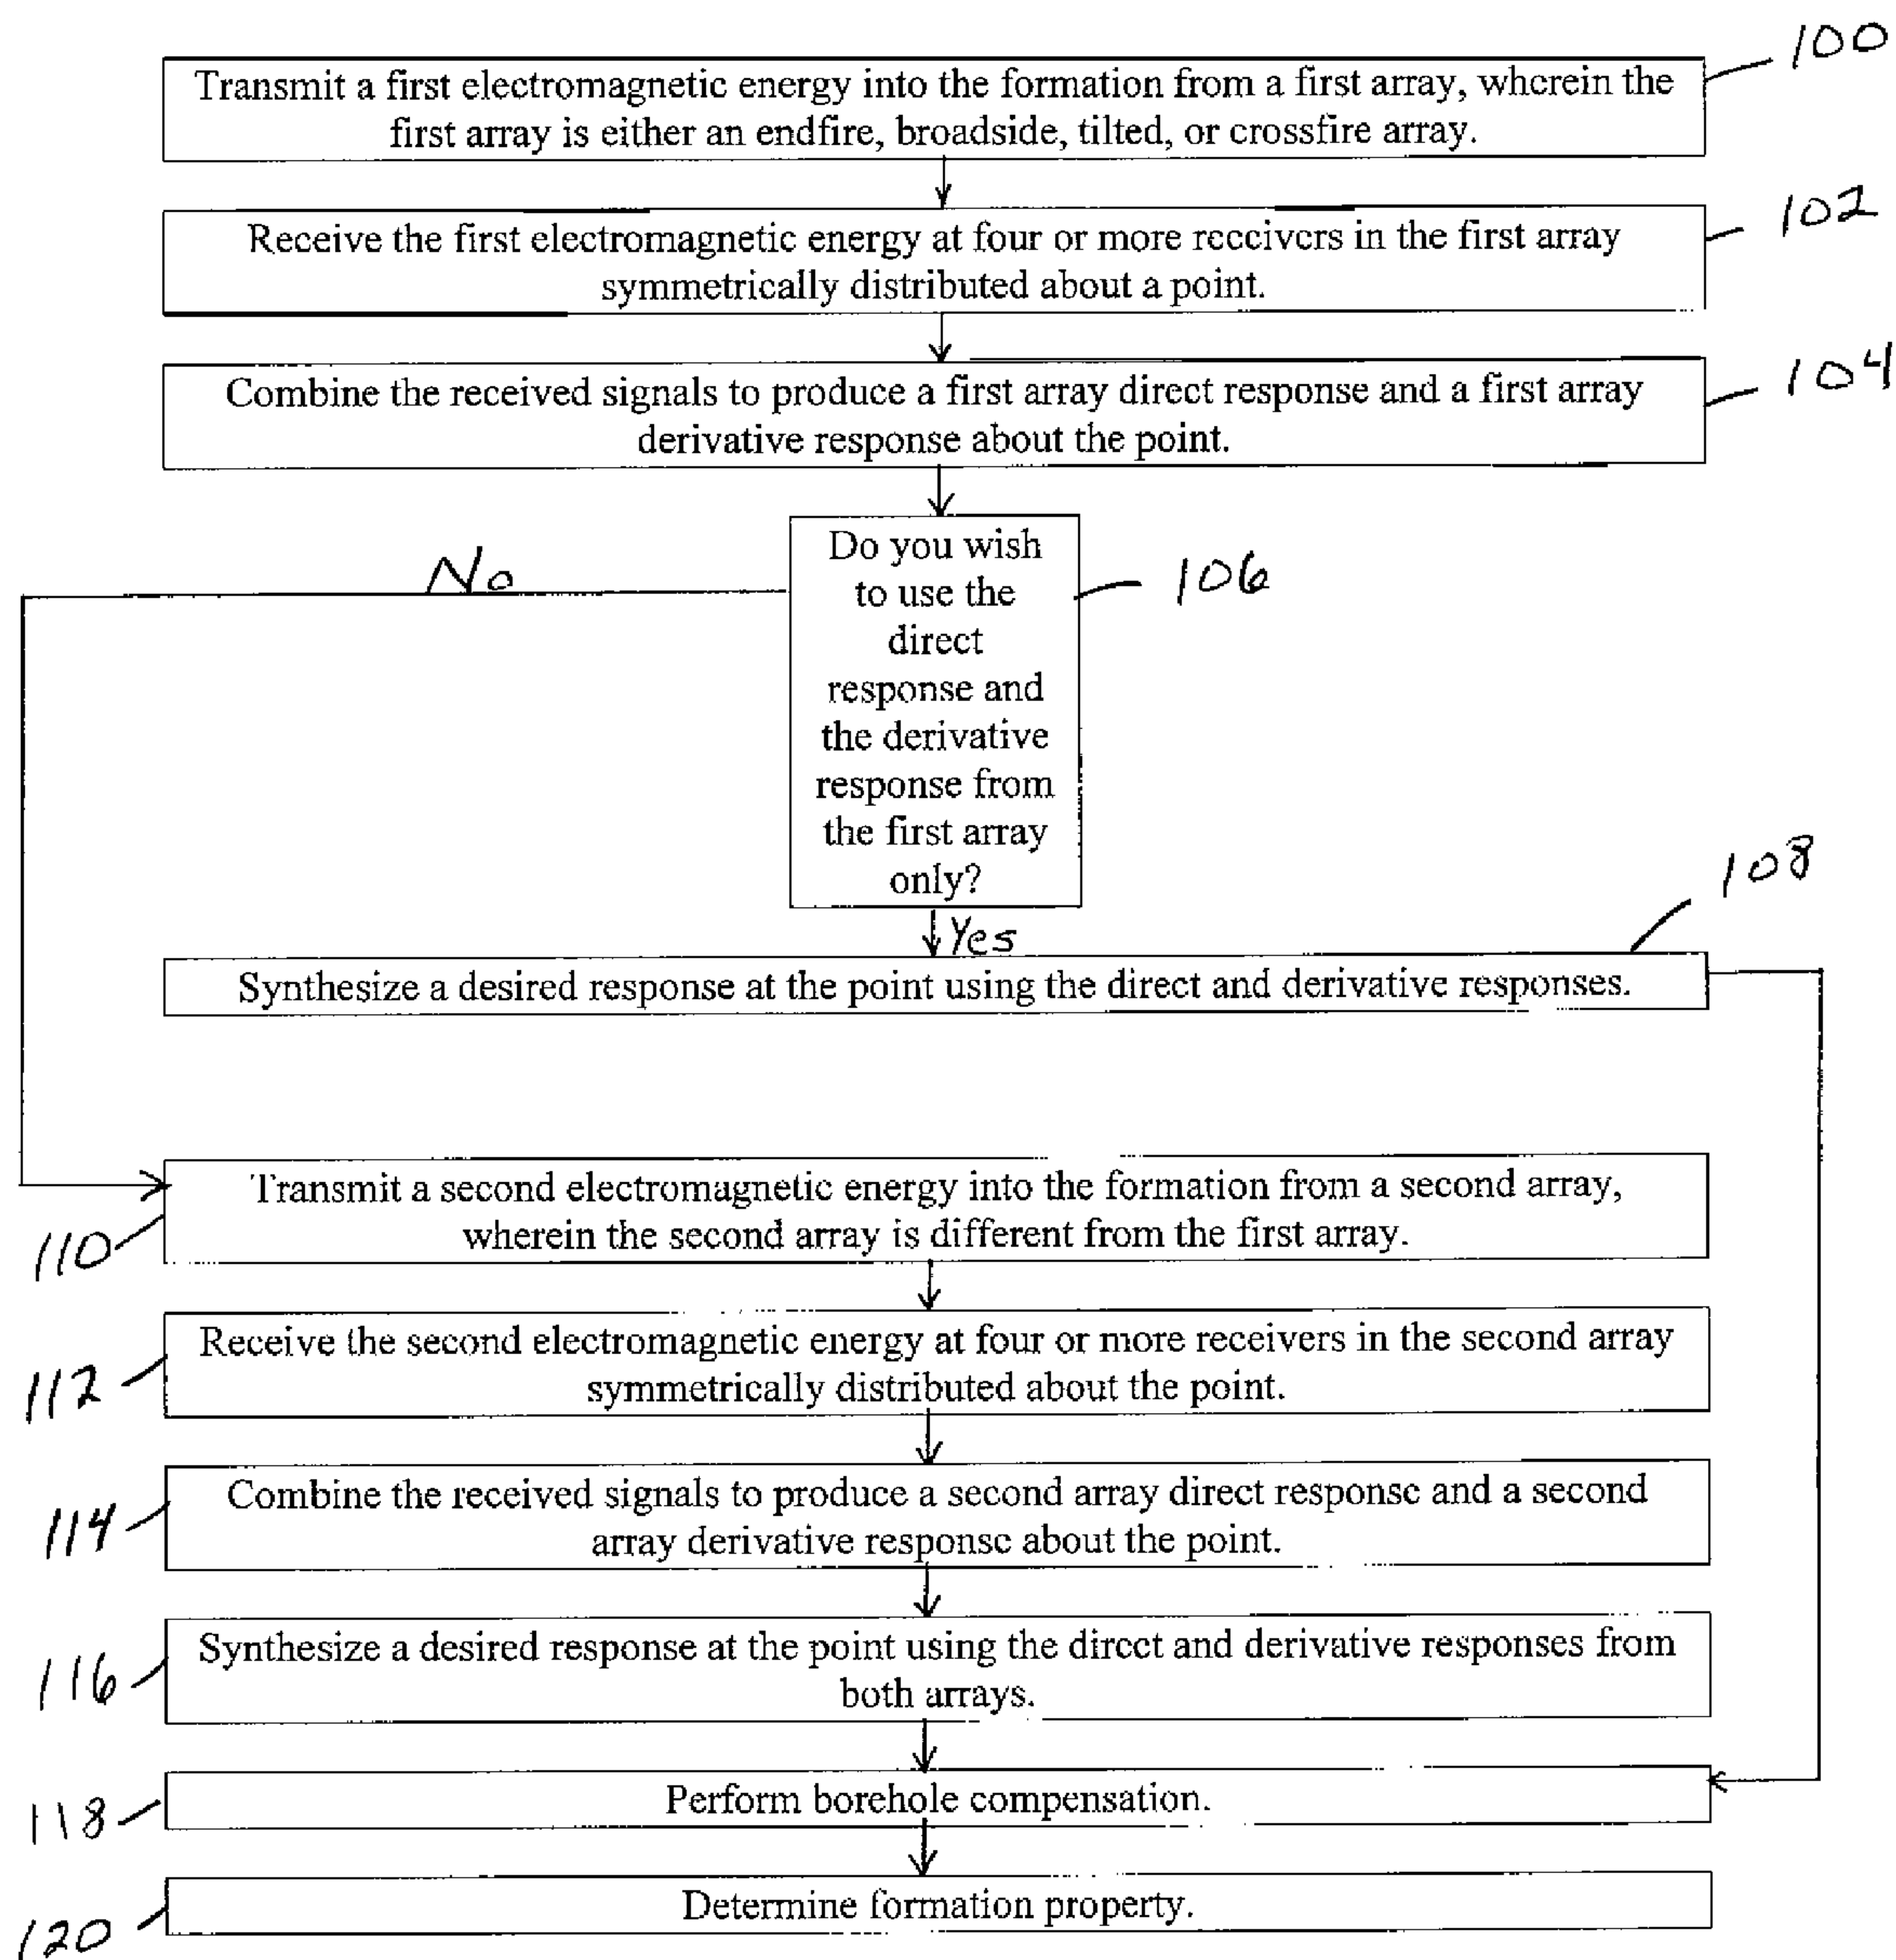 100
Transmit a first electromagnetic energy into the formation from a first array, wherein the
first array is either an endfire, broadside, tilted, or crossfire array.
102
Receive the first electromagnetic energy at four or more receivers in the first array
symmetrically distributed about a point.
104
Combine the received signals to produce a first array direct response and a first array
derivative response about the point.
No
Do you wish
to use the
direct
response and
the derivative
response from
the first array
only?
106
Yes
108
Synthesize a desired response at the point using the direct and derivative responses.
110
Transmit a second electromagnetic energy into the formation from a second array,
wherein the second array is different from the first array.
112
Receive the second electromagnetic energy at four or more receivers in the second array
symmetrically distributed about the point.
114
Combine the received signals to produce a second array direct response and a second
array derivative response about the point.
116
Synthesize a desired response at the point using the direct and derivative responses from
both arrays.
118
Perform borehole compensation.
120
Determine formation property.